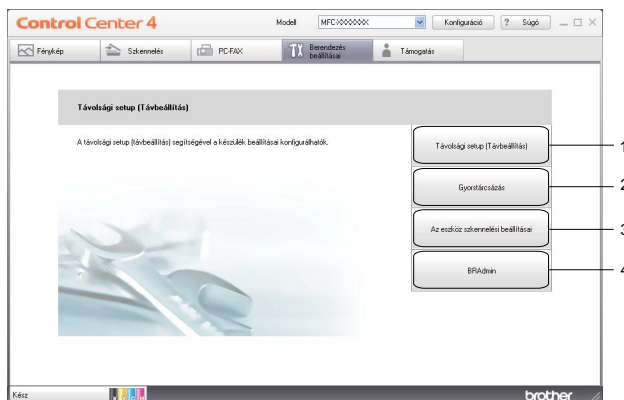 Control Center 4
Modell MFC-XXXXXXX Konfiguráció ? Súgó
Fénykép Szkennelés PC-FAX Berendezés beállításai Támogatás
Távolsági setup (Távbeállítás)
A távolsági setup (távbeállítás) segítségével a készülék beállításai konfigurálhatók.
Távolsági setup (Távbeállítás) 1
Gyorstárcsázás 2
Az eszköz szkennelési beállításai 3
BRAdmin 4
Kész brother